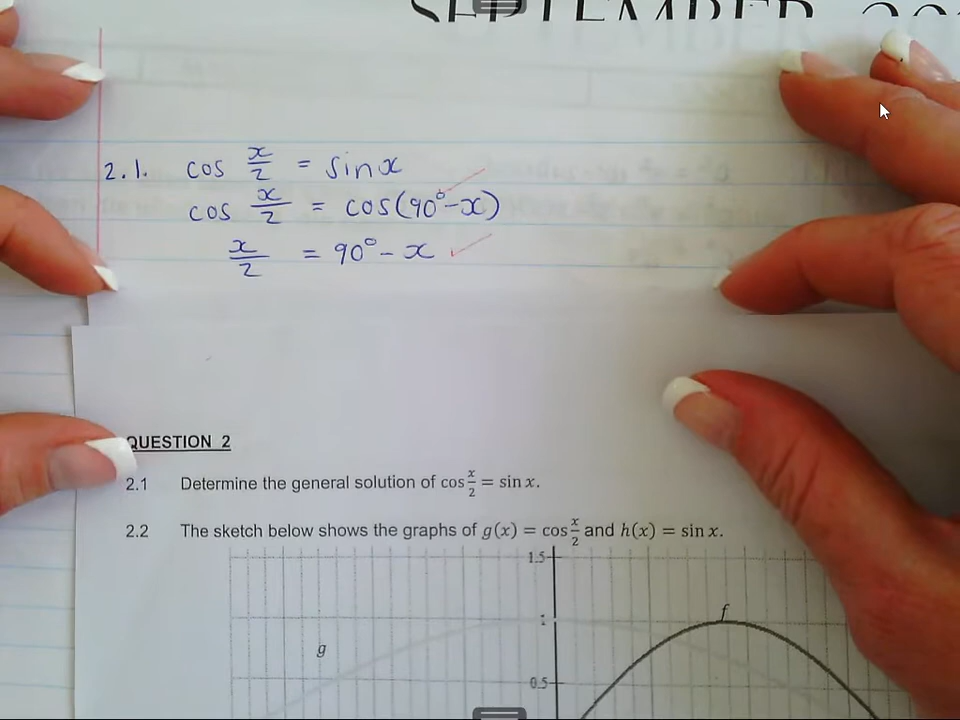 2.1. cos x/2 = sin x
cos x/2 = cos(90° - x)
x/2 = 90° - x
QUESTION 2
2.1 Determine the general solution of cos x/2 = sin x.
2.2 The sketch below shows the graphs of g(x) = cos x/2 and h(x) = sin x.
1.5
1
f
g
0.5